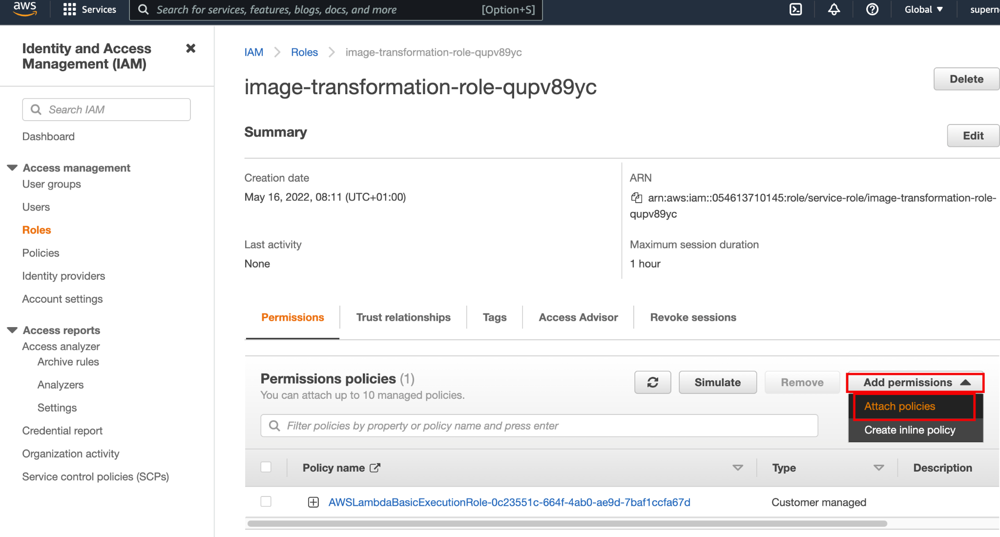 aws
Services
Search for services, features, blogs, docs, and more
[Option+S]
Global
supern
Identity and Access
Management (IAM)
Search IAM
Dashboard
Access management
User groups
Users
Roles
Policies
Identity providers
Account settings
Access reports
Access analyzer
Archive rules
Analyzers
Settings
Credential report
Organization activity
Service control policies (SCPs)
IAM
Roles
image-transformation-role-qupv89yc
image-transformation-role-qupv89yc
Delete
Summary
Edit
Creation date
May 16, 2022, 08:11 (UTC+01:00)
ARN
arn:aws:iam::054613710145:role/service-role/image-transformation-role-
qupv89yc
Last activity
None
Maximum session duration
1 hour
Permissions
Trust relationships
Tags
Access Advisor
Revoke sessions
Permissions policies (1)
You can attach up to 10 managed policies.
Simulate
Remove
Add permissions
Attach policies
Create inline policy
Filter policies by property or policy name and press enter
Policy name
Type
Description
AWSLambdaBasicExecutionRole-0c23551c-664f-4ab0-ae9d-7baf1ccfa67d
Customer managed